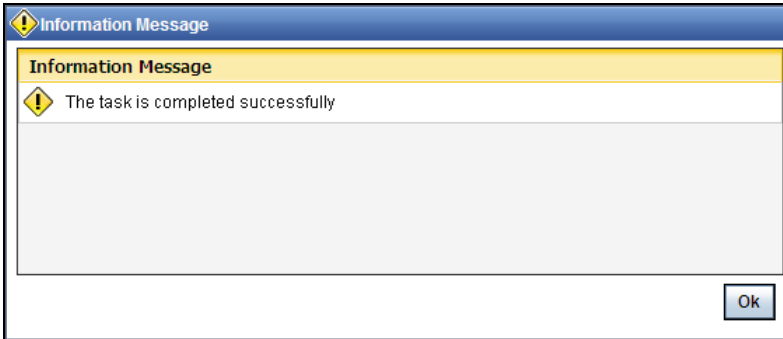 Information Message
Information Message
The task is completed successfully
Ok